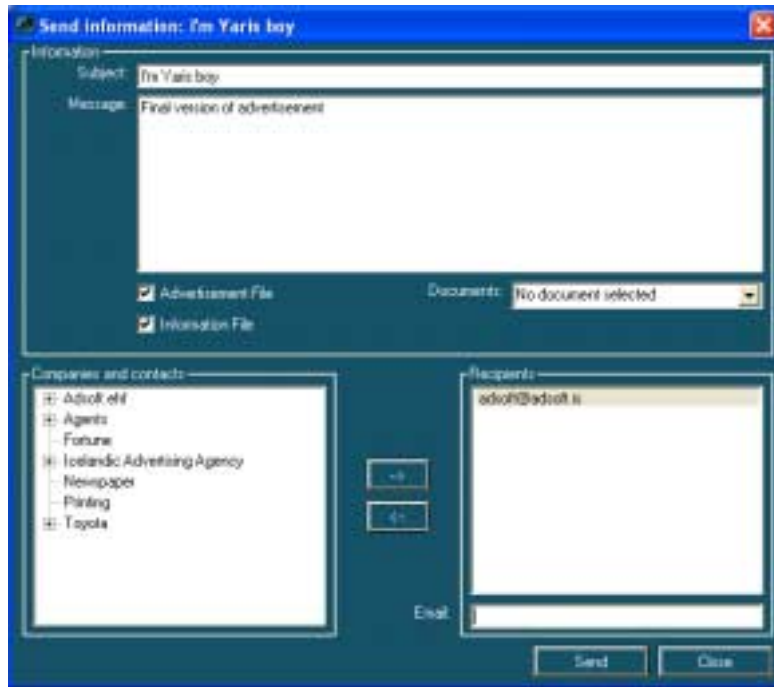 Send information: I'm Yaris boy
Information
Subject: I'm Yaris boy
Message: Final version of advertisement
Advertisement File
Documents: No document selected
Information File
Companies and contacts
Adsoft ehf
Agents
Fortune
Icelandic Advertising Agency
Newspaper
Printing
Toyota
->
<-
Recipients
adsoft@adsoft.is
Email:
Send
Close